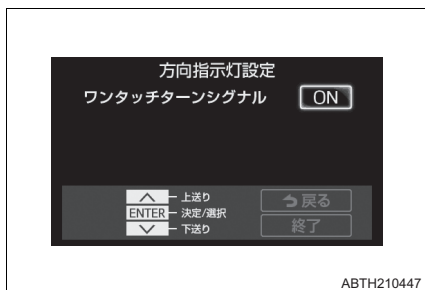 方向指示灯設定
ワンタッチターンシグナル ON
上送り
ENTER 決定/選択
下送り
戻る
終了
ABTH210447